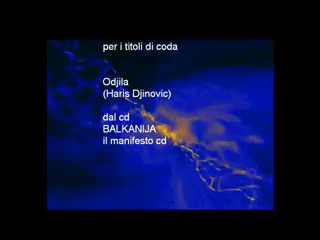 per i titoli di coda
Odjila
(Haris Djinovic)
dal cd
BALKANIJA
il manifesto cd